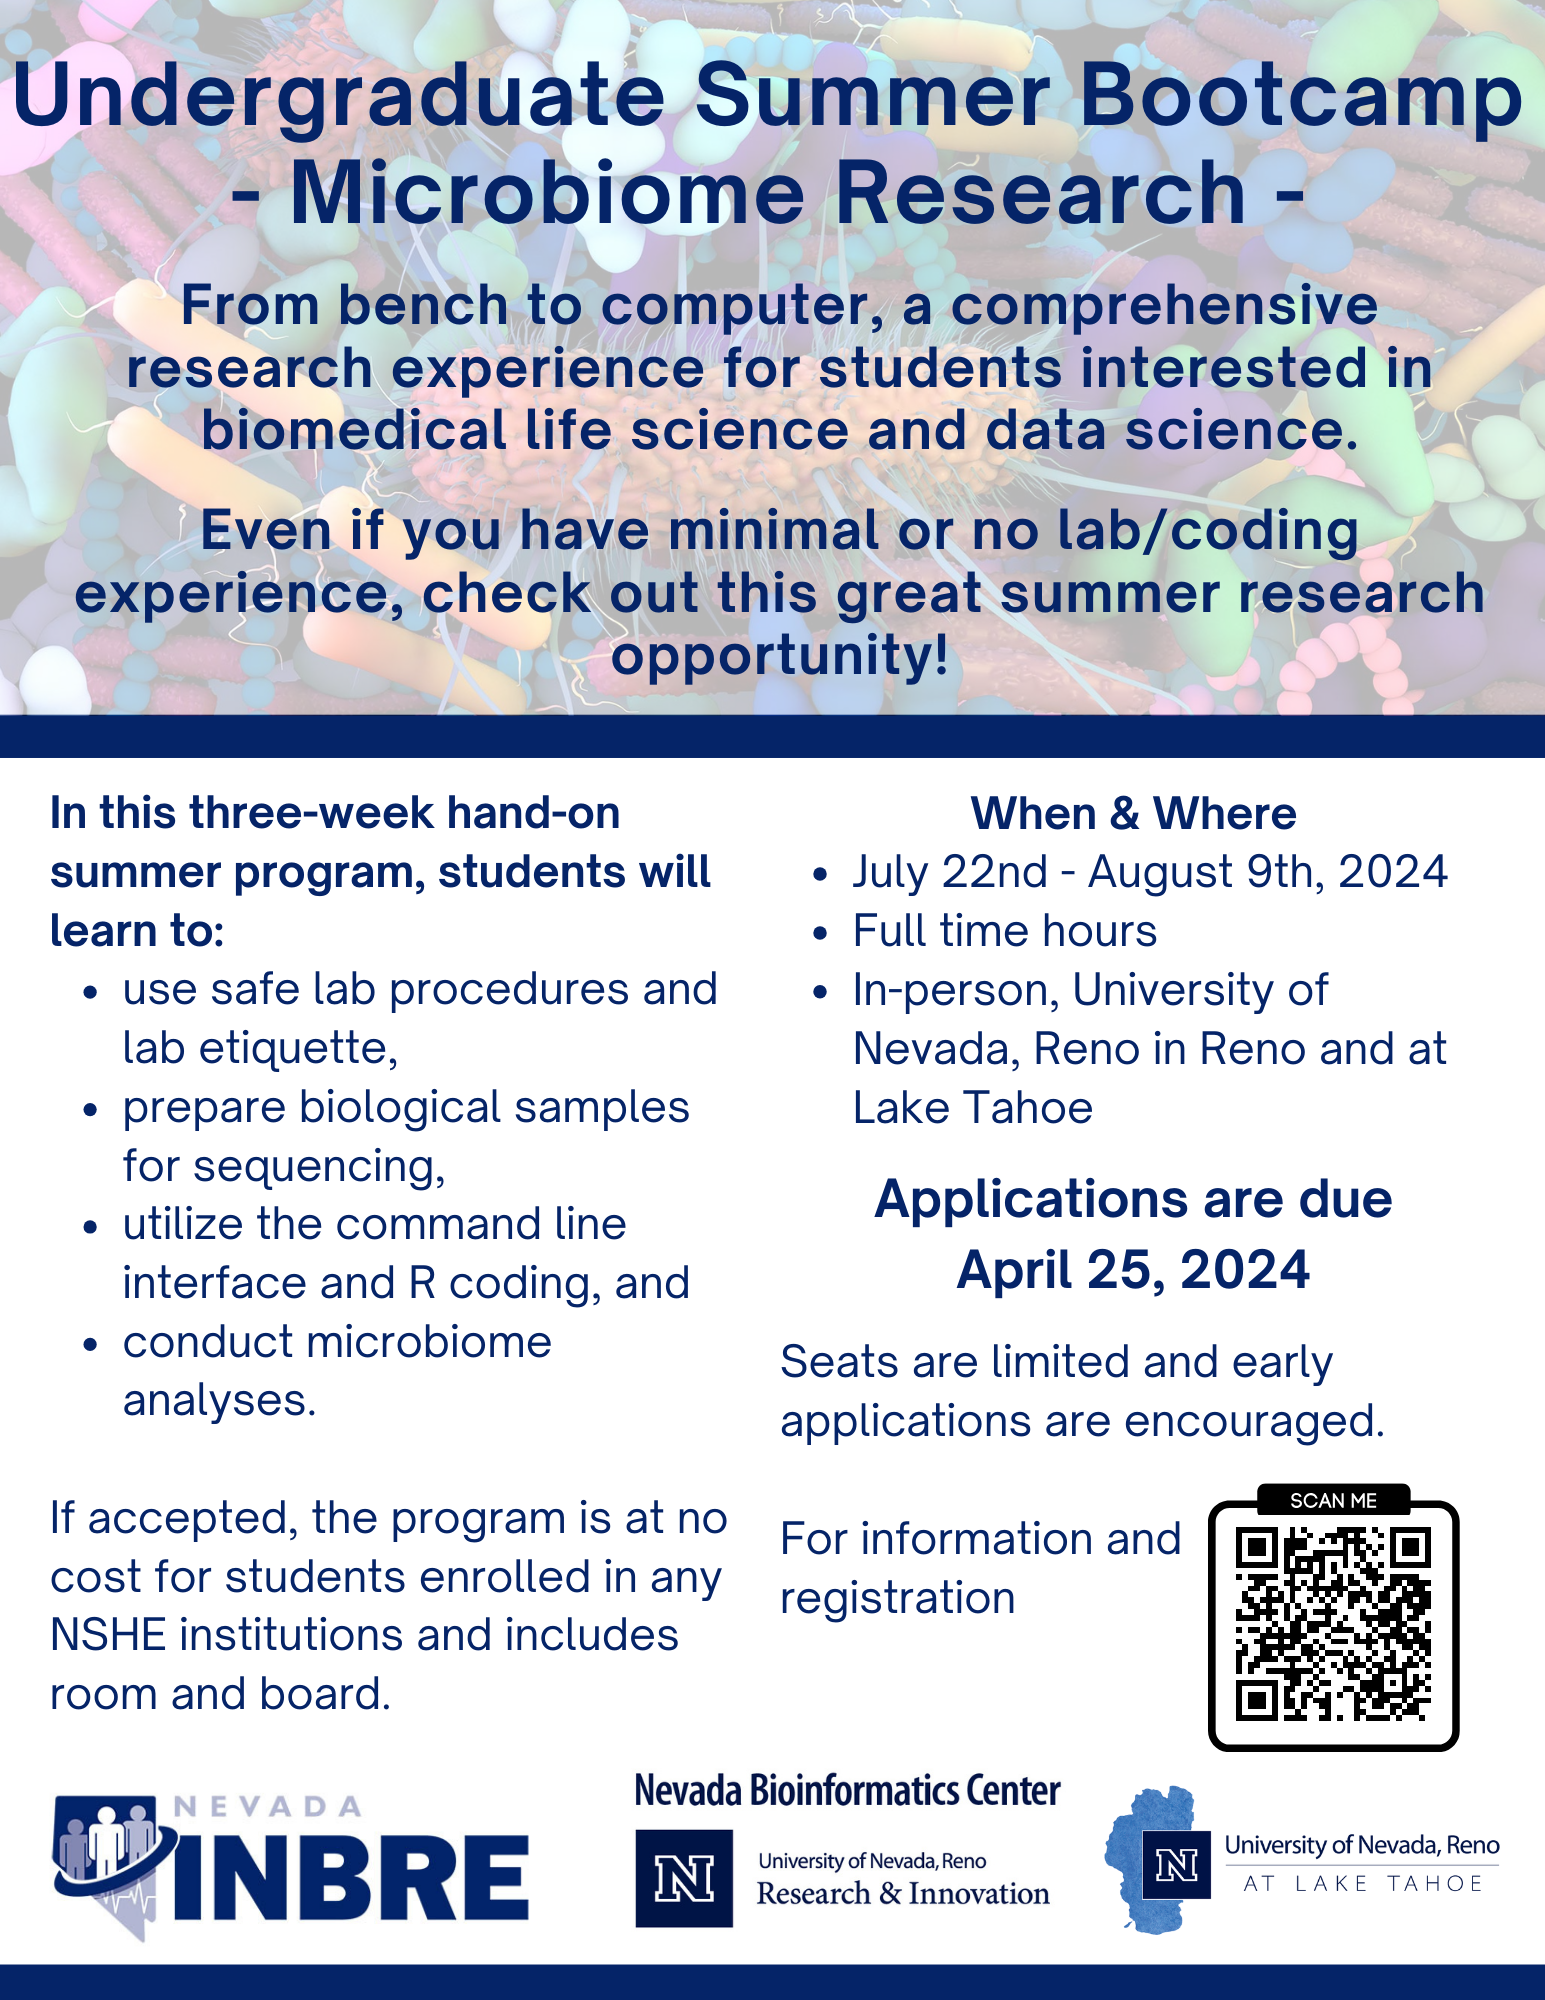 Undergraduate Summer Bootcamp
- Microbiome Research -
From bench to computer, a comprehensive
research experience for students interested in
biomedical life science and data science.
Even if you have minimal or no lab/coding
experience, check out this great summer research
opportunity!
In this three-week hand-on
summer program, students will
learn to:
• use safe lab procedures and
lab etiquette,
• prepare biological samples
for sequencing,
• utilize the command line
interface and R coding, and
• conduct microbiome
analyses.
If accepted, the program is at no
cost for students enrolled in any
NSHE institutions and includes
room and board.
When & Where
• July 22nd - August 9th, 2024
• Full time hours
• In-person, University of
Nevada, Reno in Reno and at
Lake Tahoe
Applications are due
April 25, 2024
Seats are limited and early
applications are encouraged.
For information and
registration
SCAN ME
NEVADA
INBRE
Nevada Bioinformatics Center
N
University of Nevada, Reno
Research & Innovation
N
University of Nevada, Reno
AT LAKE TAHOE